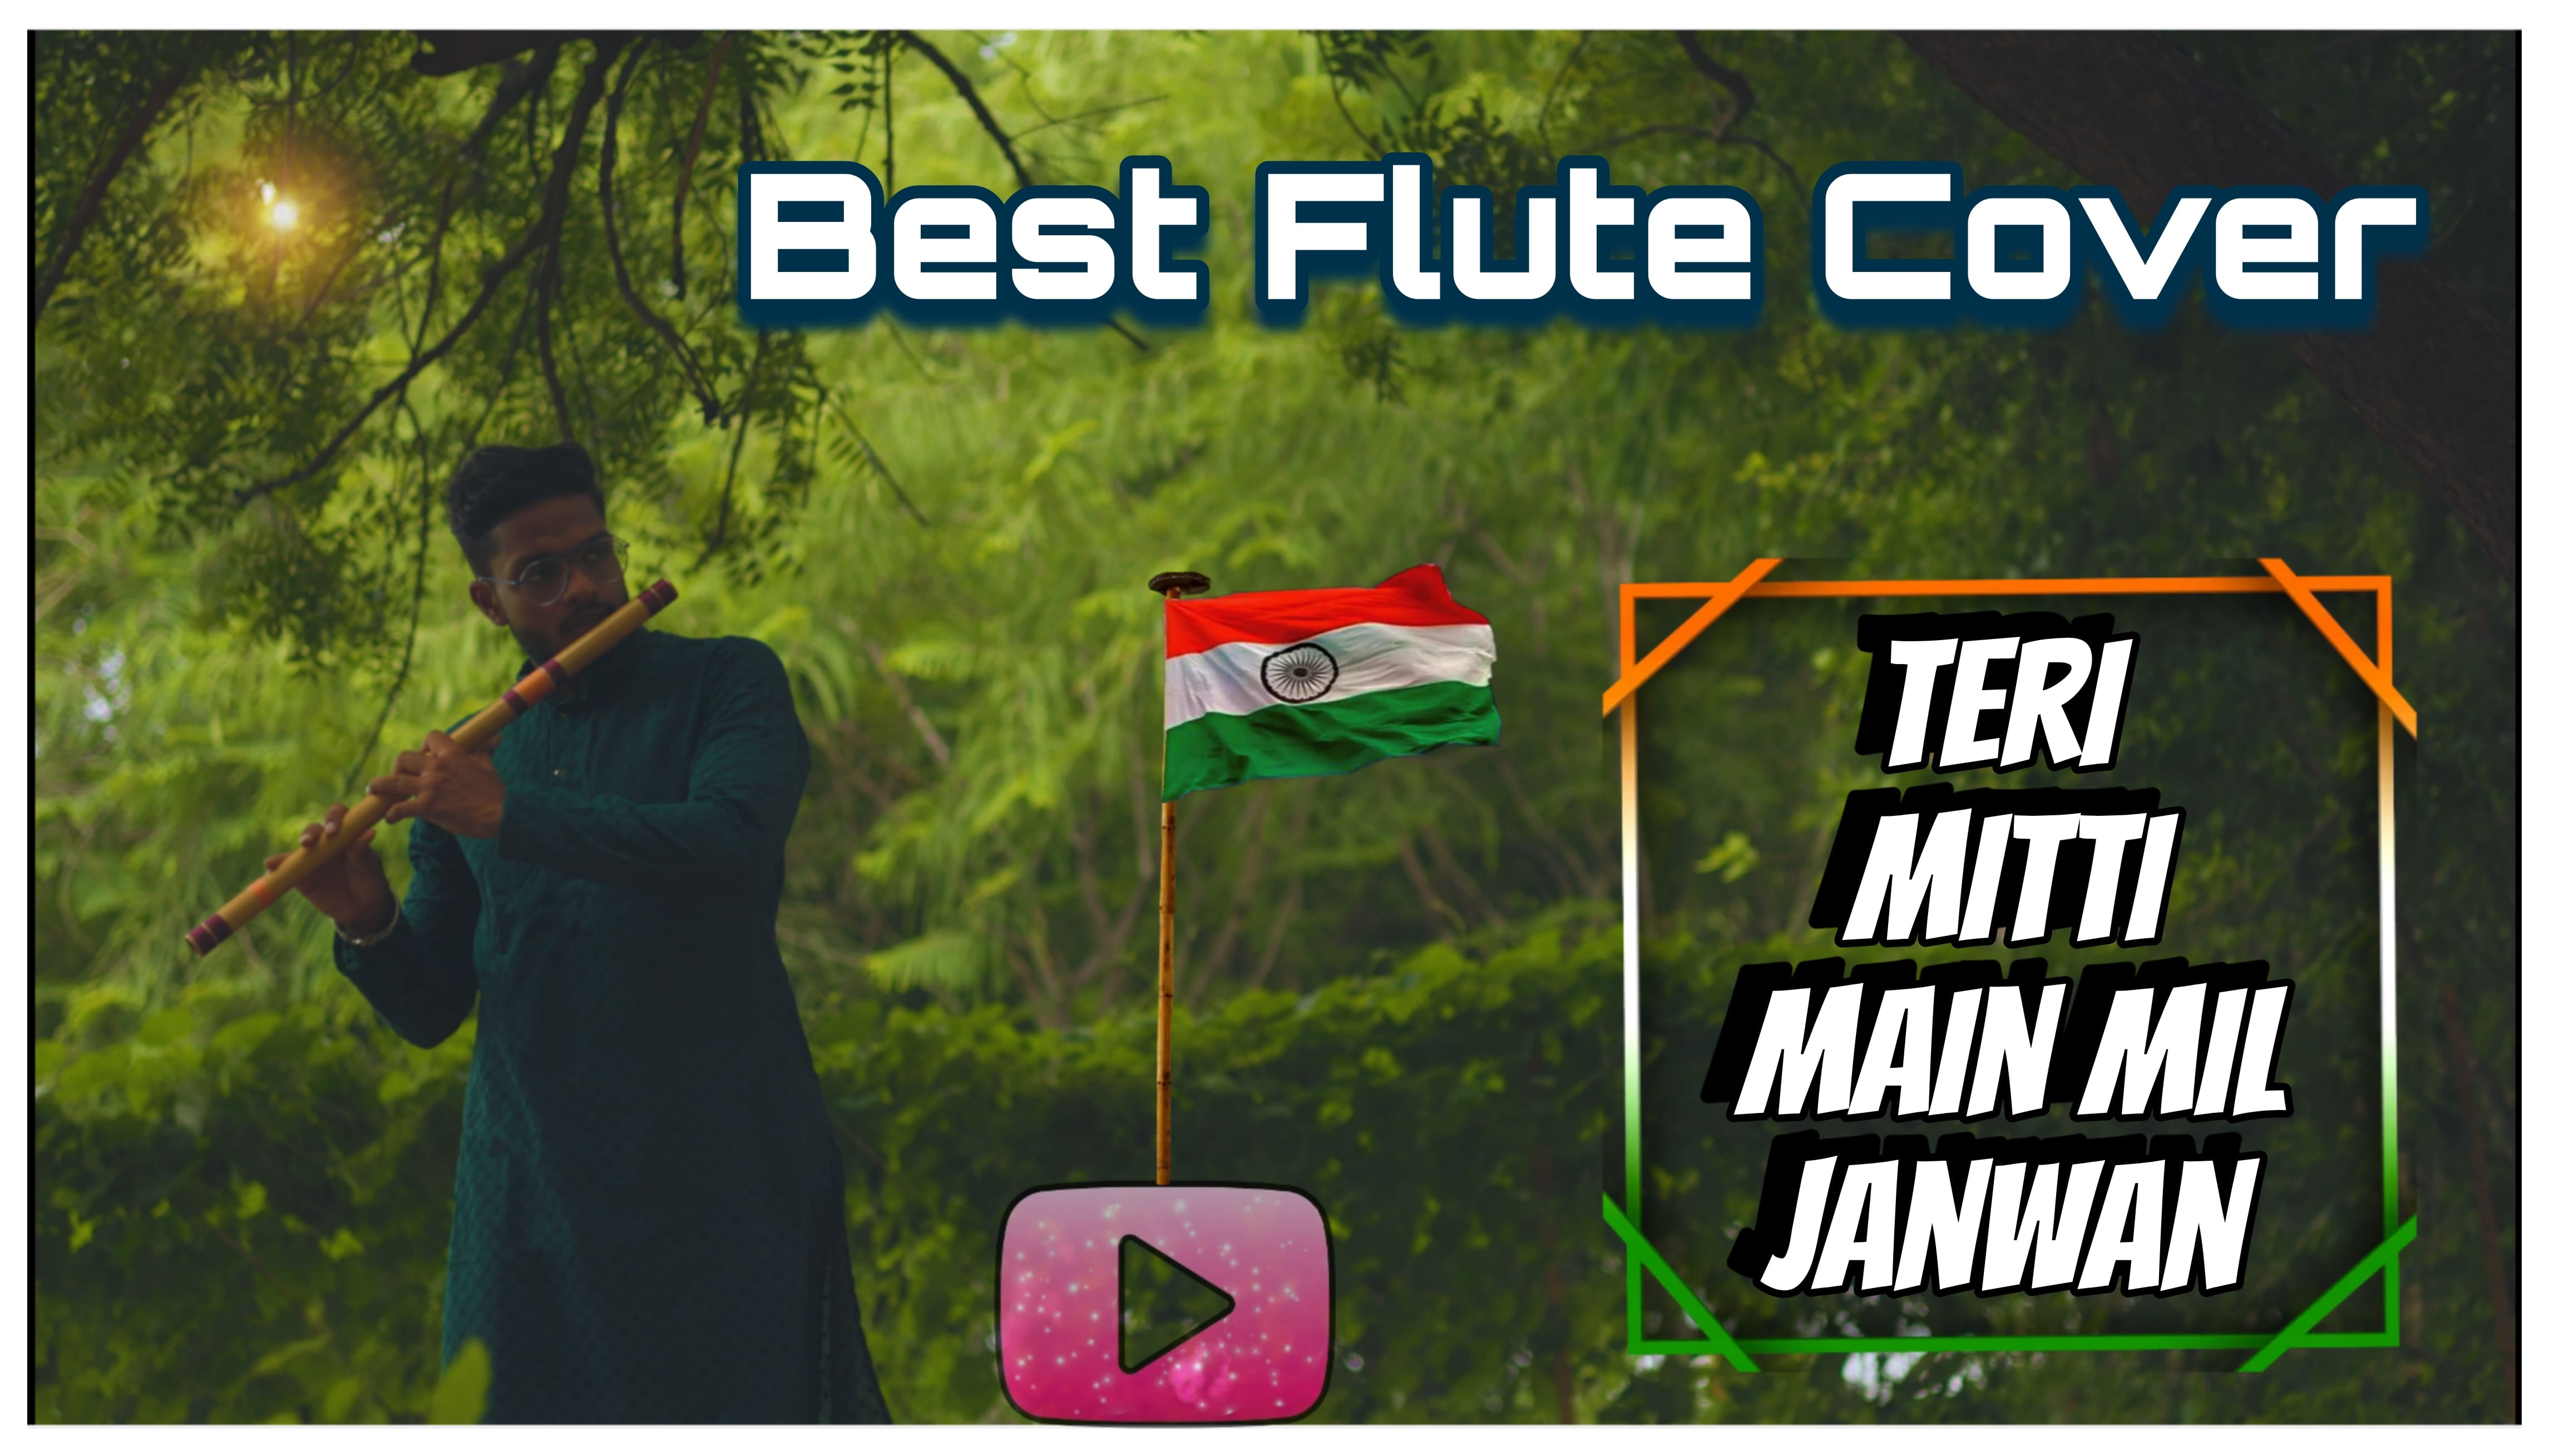 Best Flute Cover
TERI
MITTI
MAIN MIL
JANWAN